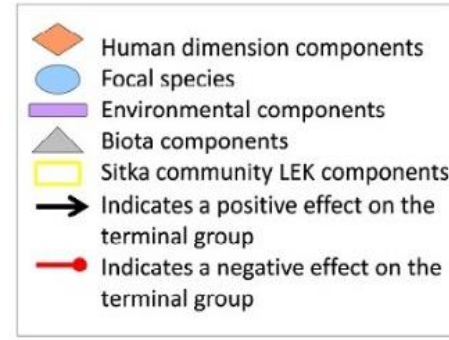 Human dimension components
Focal species
Environmental components
Biota components
Sitka community LEK components
Indicates a positive effect on the
terminal group
Indicates a negative effect on the
terminal group